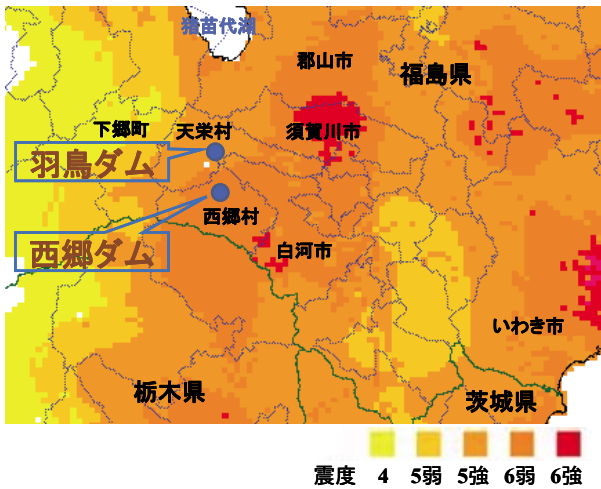 猪苗代湖
郡山市
福島県
下郷町
天栄村
須賀川市
羽鳥ダム
西郷村
西郷ダム
白河市
いわき市
栃木県
茨城県
震度 4 5弱 5強 6弱 6強